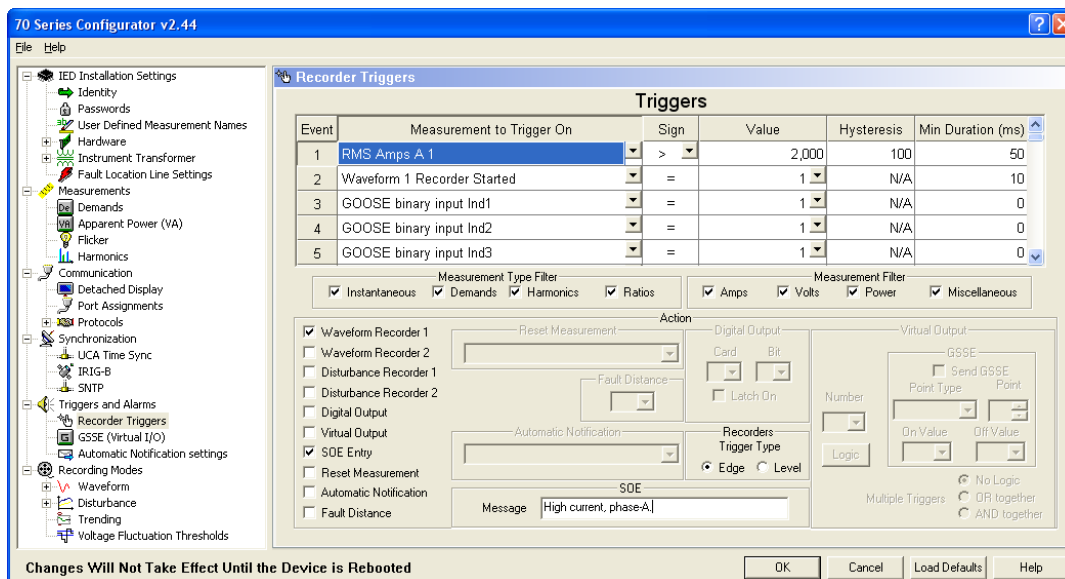 70 Series Configurator v2.44
File Help
IED Installation Settings
Identity
Passwords
User Defined Measurement Names
Hardware
Instrument Transformer
Fault Location Line Settings
Measurements
De Demands
VA Apparent Power (VA)
Flicker
Harmonics
Communication
Detached Display
Port Assignments
Protocols
Synchronization
UCA Time Sync
IRIG-B
SNTP
Triggers and Alarms
Recorder Triggers
G GSSE (Virtual I/O)
Automatic Notification settings
Recording Modes
Waveform
Disturbance
Trending
Voltage Fluctuation Thresholds
Recorder Triggers
Triggers
Event Measurement to Trigger On Sign Value Hysteresis Min Duration (ms)
1 RMS Amps A 1 > 2,000 100 50
2 Waveform 1 Recorder Started = 1 N/A 10
3 GOOSE binary input Ind1 = 1 N/A 0
4 GOOSE binary input Ind2 = 1 N/A 0
5 GOOSE binary input Ind3 = 1 N/A 0
Measurement Type Filter
Instantaneous Demands Harmonics Ratios
Measurement Filter
Amps Volts Power Miscellaneous
Action
Waveform Recorder 1
Waveform Recorder 2
Disturbance Recorder 1
Disturbance Recorder 2
Digital Output
Virtual Output
SOE Entry
Reset Measurement
Automatic Notification
Fault Distance
Reset Measurement
Fault Distance
Automatic Notification
Digital Output
Card Bit
Latch On
Recorders
Trigger Type
Edge Level
SOE
Message High current, phase-A.
Virtual Output
Number
Logic
GSSE
Send GSSE
Point Type Point
On Value Off Value
Multiple Triggers
No Logic
OR together
AND together
Changes Will Not Take Effect Until the Device is Rebooted
OK Cancel Load Defaults Help